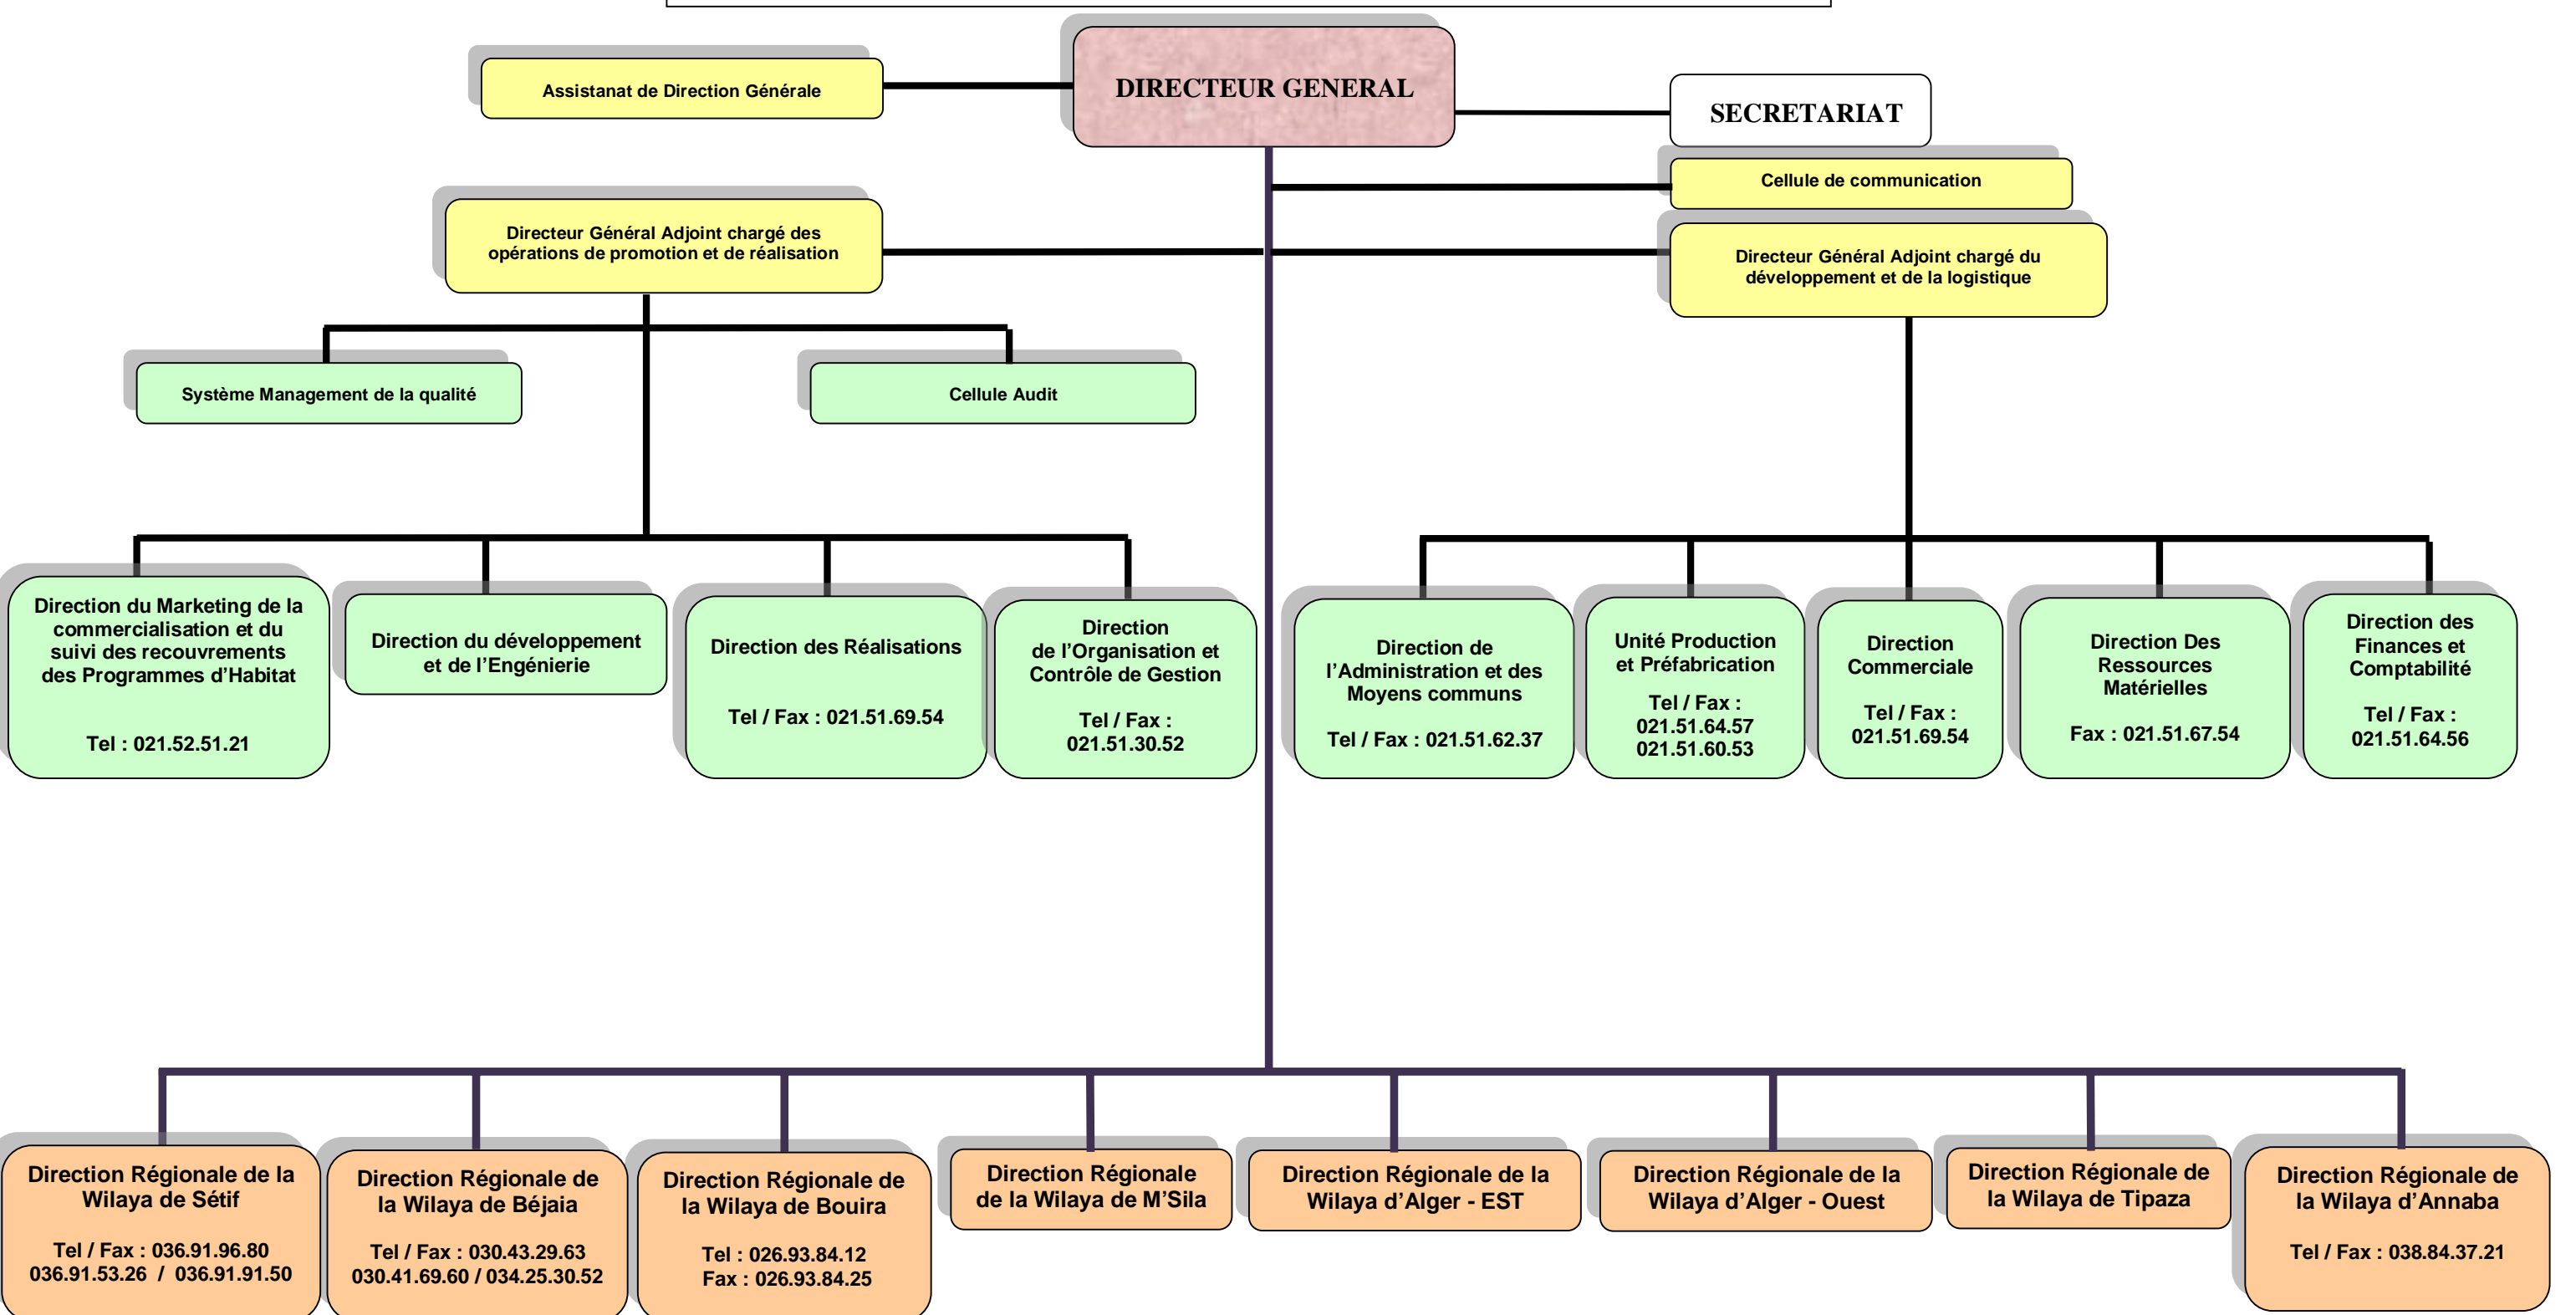 DIRECTEUR GENERAL
Assistanat de Direction Générale
SECRETARIAT
Cellule de communication
Directeur Général Adjoint chargé des
opérations de promotion et de réalisation
Directeur Général Adjoint chargé du
développement et de la logistique
Système Management de la qualité
Cellule Audit
Direction du Marketing de la
commercialisation et du
suivi des recouvrements
des Programmes d’Habitat
Tel : 021.52.51.21
Direction du développement
et de l’Engénierie
Direction des Réalisations
Tel / Fax : 021.51.69.54
Direction
de l’Organisation et
Contrôle de Gestion
Tel / Fax :
021.51.30.52
Direction de
l’Administration et des
Moyens communs
Tel / Fax : 021.51.62.37
Unité Production
et Préfabrication
Tel / Fax :
021.51.64.57
021.51.60.53
Direction
Commerciale
Tel / Fax :
021.51.69.54
Direction Des
Ressources
Matérielles
Fax : 021.51.67.54
Direction des
Finances et
Comptabilité
Tel / Fax :
021.51.64.56
Direction Régionale de la
Wilaya de Sétif
Tel / Fax : 036.91.96.80
036.91.53.26 / 036.91.91.50
Direction Régionale de
la Wilaya de Béjaia
Tel / Fax : 030.43.29.63
030.41.69.60 / 034.25.30.52
Direction Régionale de
la Wilaya de Bouira
Tel : 026.93.84.12
Fax : 026.93.84.25
Direction Régionale
de la Wilaya de M’Sila
Direction Régionale de la
Wilaya d’Alger - EST
Direction Régionale de la
Wilaya d’Alger - Ouest
Direction Régionale de
la Wilaya de Tipaza
Direction Régionale de
la Wilaya d’Annaba
Tel / Fax : 038.84.37.21